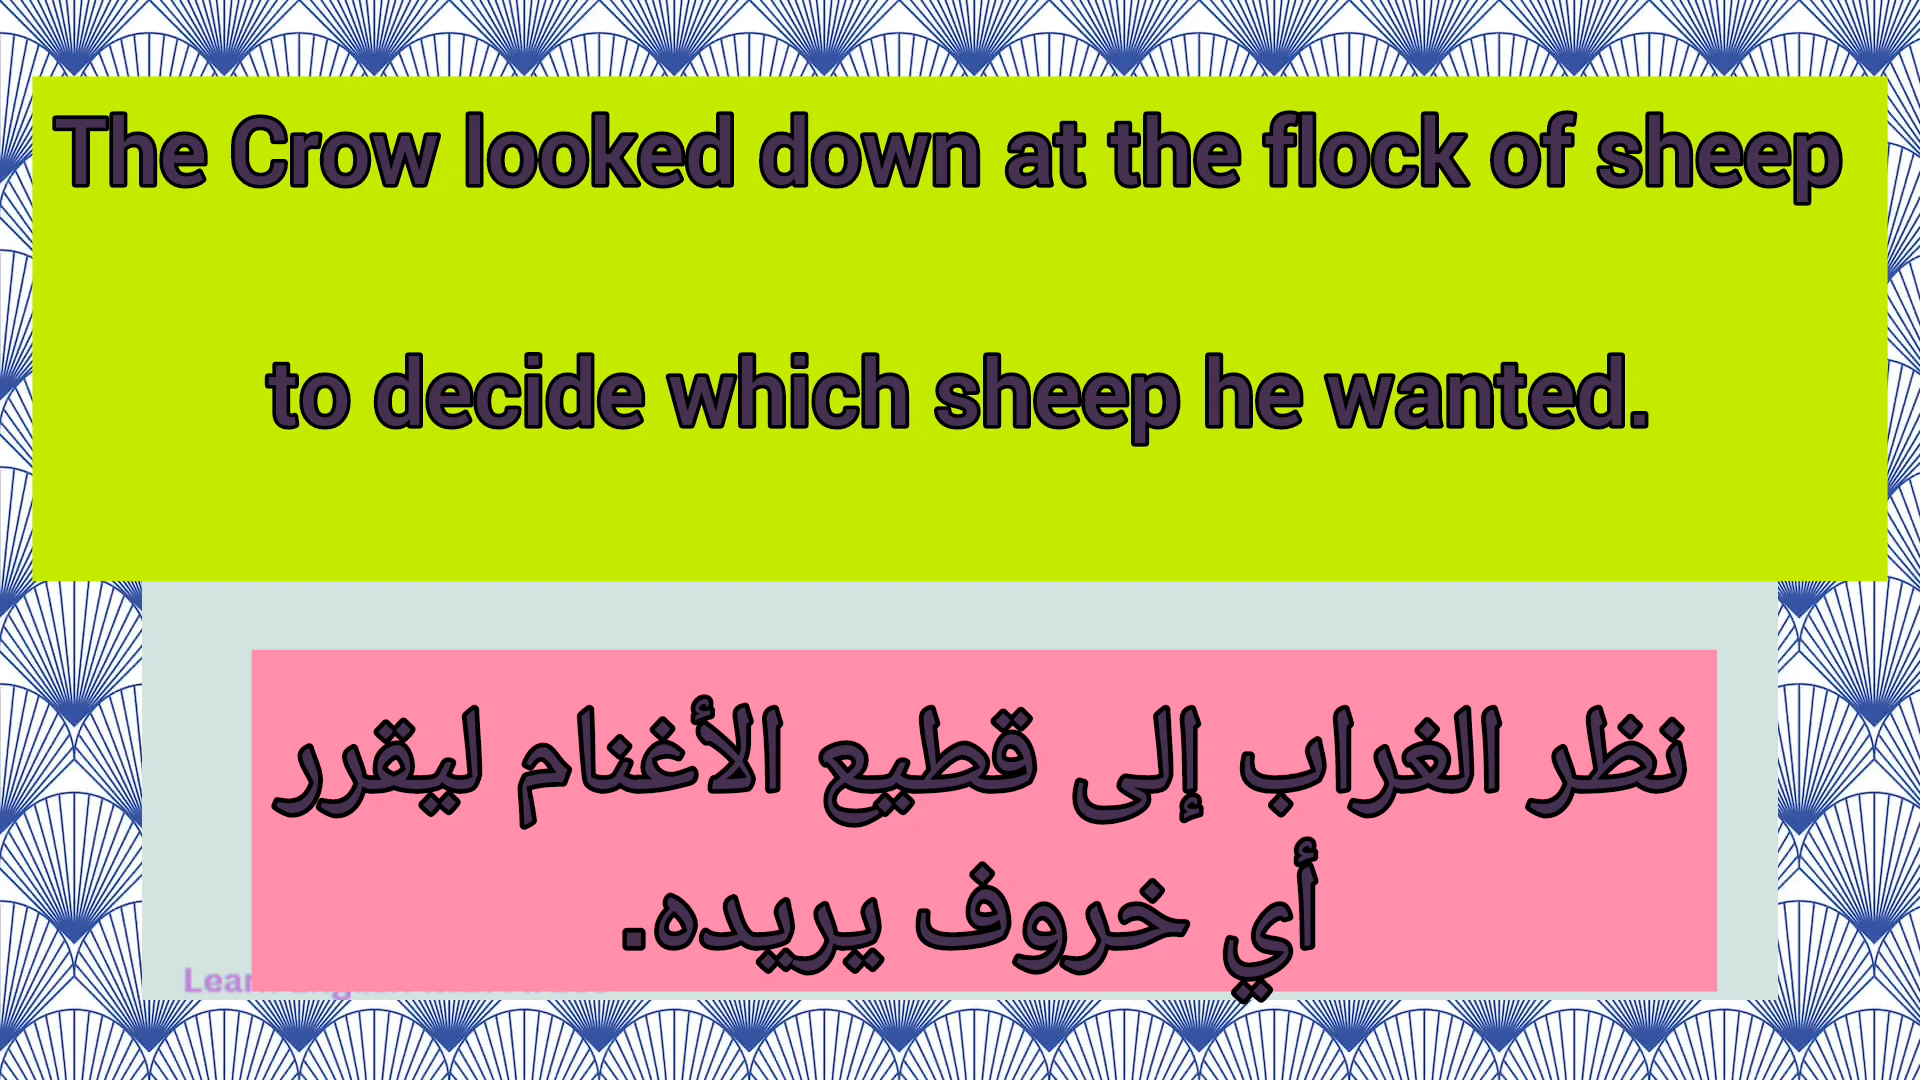 The Crow looked down at the flock of sheep
to decide which sheep he wanted.
نظر الغراب إلى قطيع الأغنام ليقرر
أي خروف يريده.